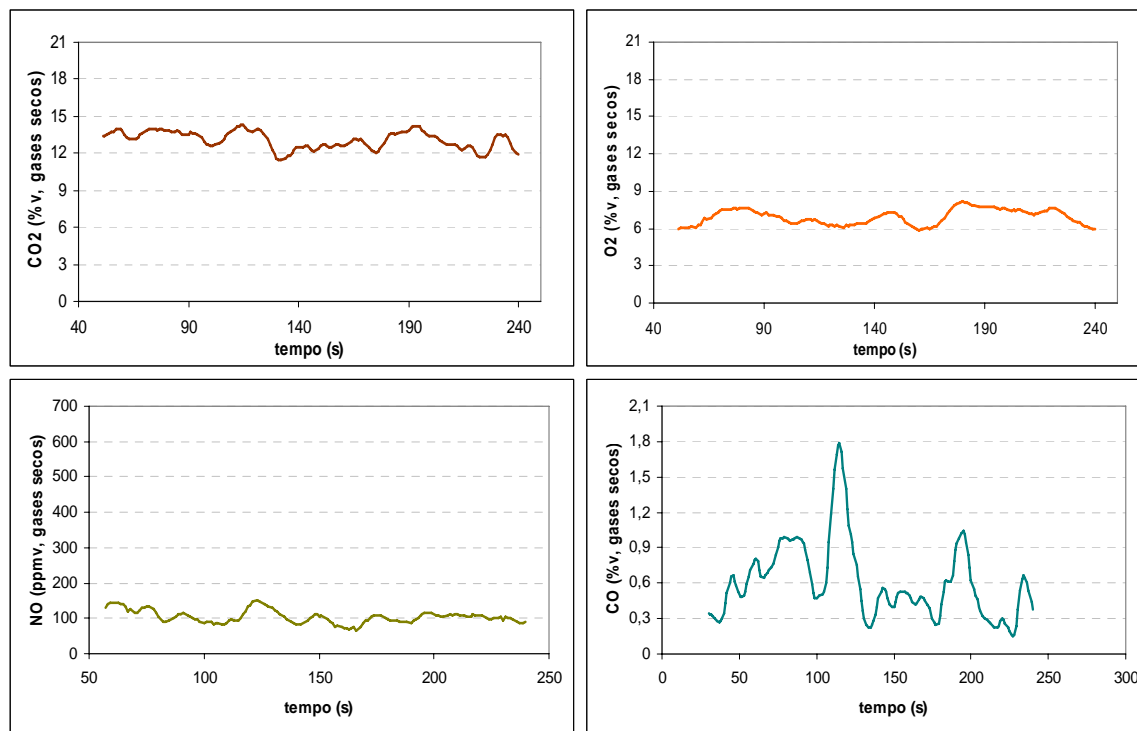 CO2 (%v, gases secos)
21
18
15
12
9
6
3
0
40 90 140 190 240
tempo (s)
O2 (%v, gases secos)
21
18
15
12
9
6
3
0
40 90 140 190 240
tempo (s)
NO (ppmv, gases secos)
700
600
500
400
300
200
100
0
50 100 150 200 250
tempo (s)
CO (%v, gases secos)
2,1
1,8
1,5
1,2
0,9
0,6
0,3
0
0 50 100 150 200 250 300
tempo (s)